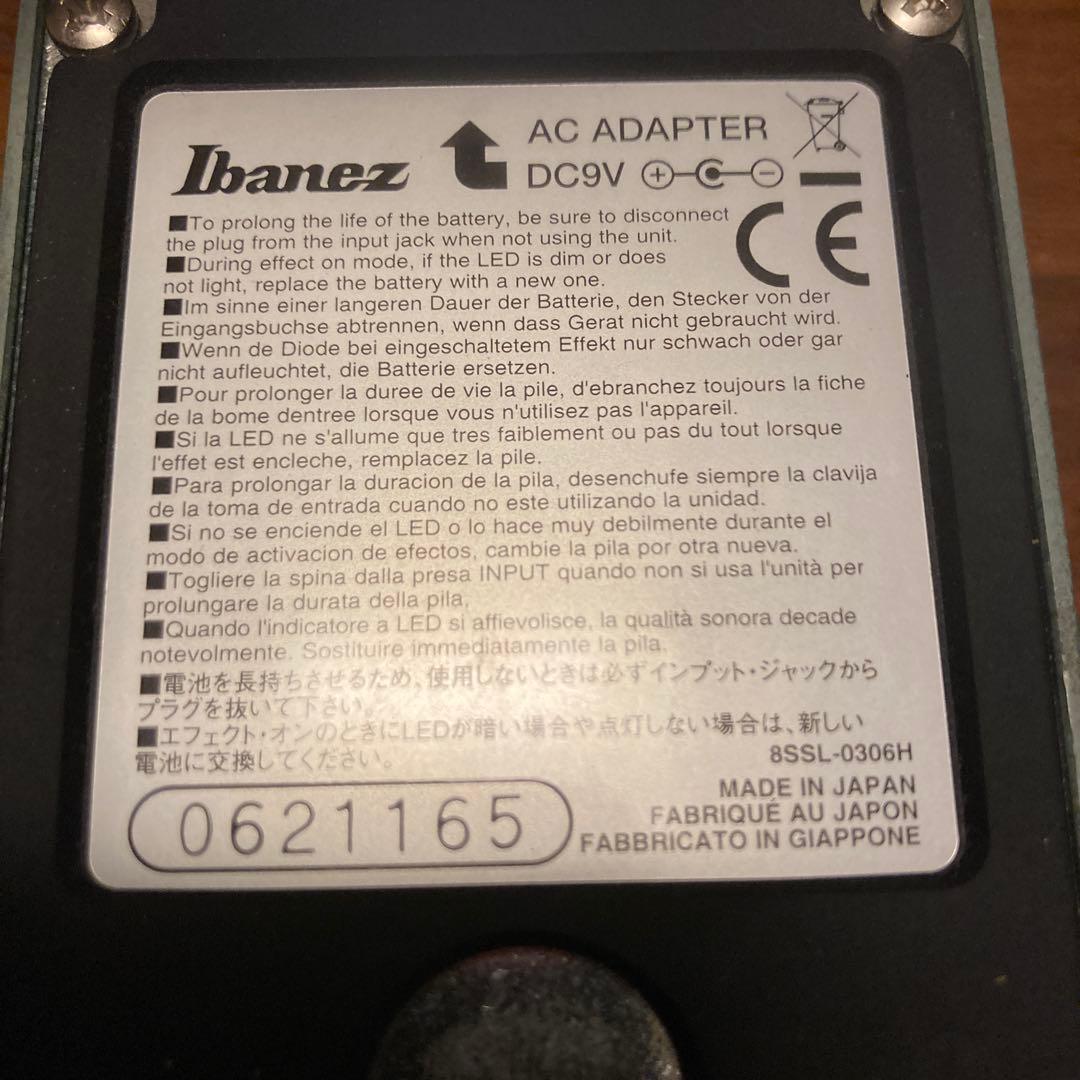 Ibanez
AC ADAPTER
DC9V
CE
■To prolong the life of the battery, be sure to disconnect
the plug from the input jack when not using the unit.
■During effect on mode, if the LED is dim or does
not light, replace the battery with a new one.
■Im sinne einer langeren Dauer der Batterie, den Stecker von der
Eingangsbuchse abtrennen, wenn dass Gerat nicht gebraucht wird.
■Wenn de Diode bei eingeschaltetem Effekt nur schwach oder gar
nicht aufleuchtet, die Batterie ersetzen.
■Pour prolonger la duree de vie la pile, d'ebranchez toujours la fiche
de la bome dentree lorsque vous n'utilisez pas l'appareil.
■Si la LED ne s'allume que tres faiblement ou pas du tout lorsque
l'effet est encleche, remplacez la pile.
■Para prolongar la duracion de la pila, desenchufe siempre la clavija
de la toma de entrada cuando no este utilizando la unidad.
■Si no se enciende el LED o lo hace muy debilmente durante el
modo de activacion de efectos, cambie la pila por otra nueva.
■Togliere la spina dalla presa INPUT quando non si usa l'unità per
prolungare la durata della pila.
■Quando l'indicatore a LED si affievolisce, la qualità sonora decade
notevolmente. Sostituire immediatamente la pila.
■電池を長持ちさせるため、使用しないときは必ずインプット・ジャックから
プラグを抜いて下さい。
■エフェクト・オンのときにLEDが暗い場合や点灯しない場合は、新しい
電池に交換してください。
8SSL-0306H
MADE IN JAPAN
FABRIQUÉ AU JAPON
FABBRICATO IN GIAPPONE
0621165